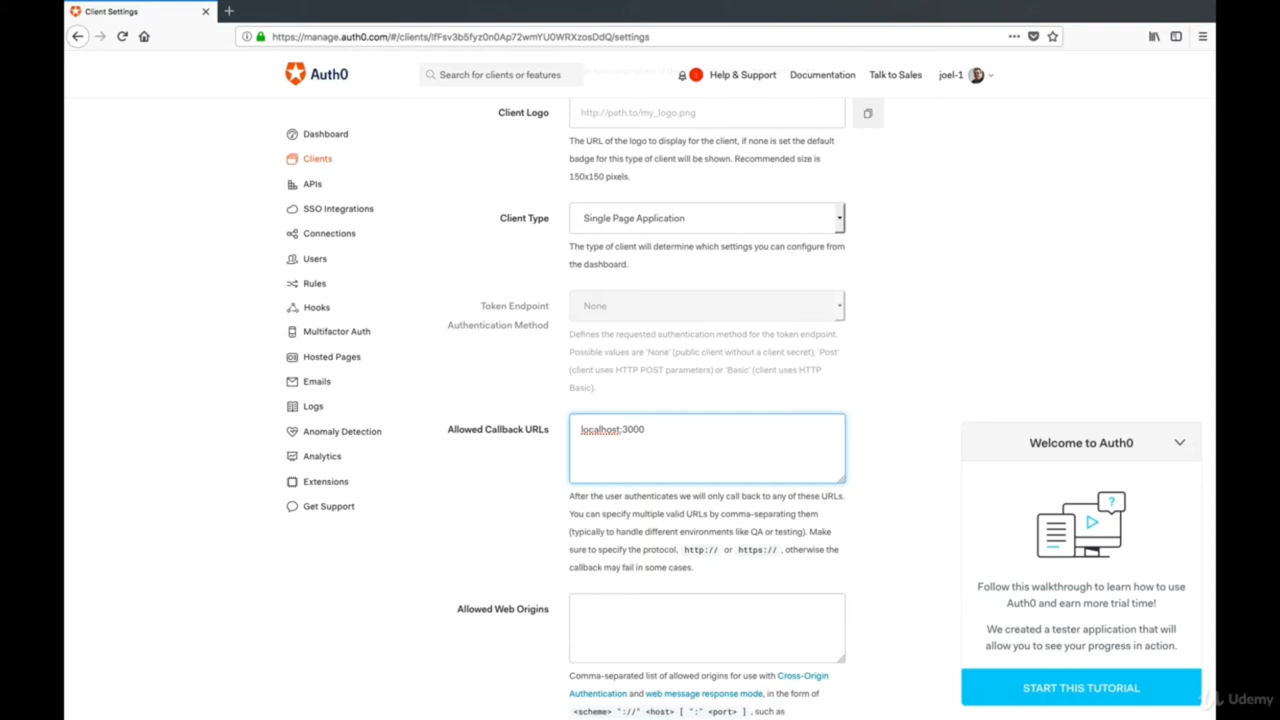 Client Settings
https://manage.auth0.com/#/clients/IfFsv3b5fyz0n0Ap72wmYU0WRXzosDdQ/settings
Auth0
Search for clients or features
Help & Support
Documentation
Talk to Sales
joel-1
Dashboard
Clients
APIs
SSO Integrations
Connections
Users
Rules
Hooks
Multifactor Auth
Hosted Pages
Emails
Logs
Anomaly Detection
Analytics
Extensions
Get Support
Client Logo
http://path.to/my_logo.png
The URL of the logo to display for the client, if none is set the default
badge for this type of client will be shown. Recommended size is
150x150 pixels.
Client Type
Single Page Application
The type of client will determine which settings you can configure from
the dashboard.
Token Endpoint
Authentication Method
None
Defines the requested authentication method for the token endpoint.
Possible values are 'None' (public client without a client secret), 'Post'
(client uses HTTP POST parameters) or 'Basic' (client uses HTTP
Basic).
Allowed Callback URLs
localhost:3000
After the user authenticates we will only call back to any of these URLs.
You can specify multiple valid URLs by comma-separating them
(typically to handle different environments like QA or testing). Make
sure to specify the protocol, http:// or https:// , otherwise the
callback may fail in some cases.
Allowed Web Origins
Comma-separated list of allowed origins for use with Cross-Origin
Authentication and web message response mode, in the form of
<scheme> "://" <host> [ ":" <port> ] , such as
Welcome to Auth0
Follow this walkthrough to learn how to use
Auth0 and earn more trial time!
We created a tester application that will
allow you to see your progress in action.
START THIS TUTORIAL
Udemy